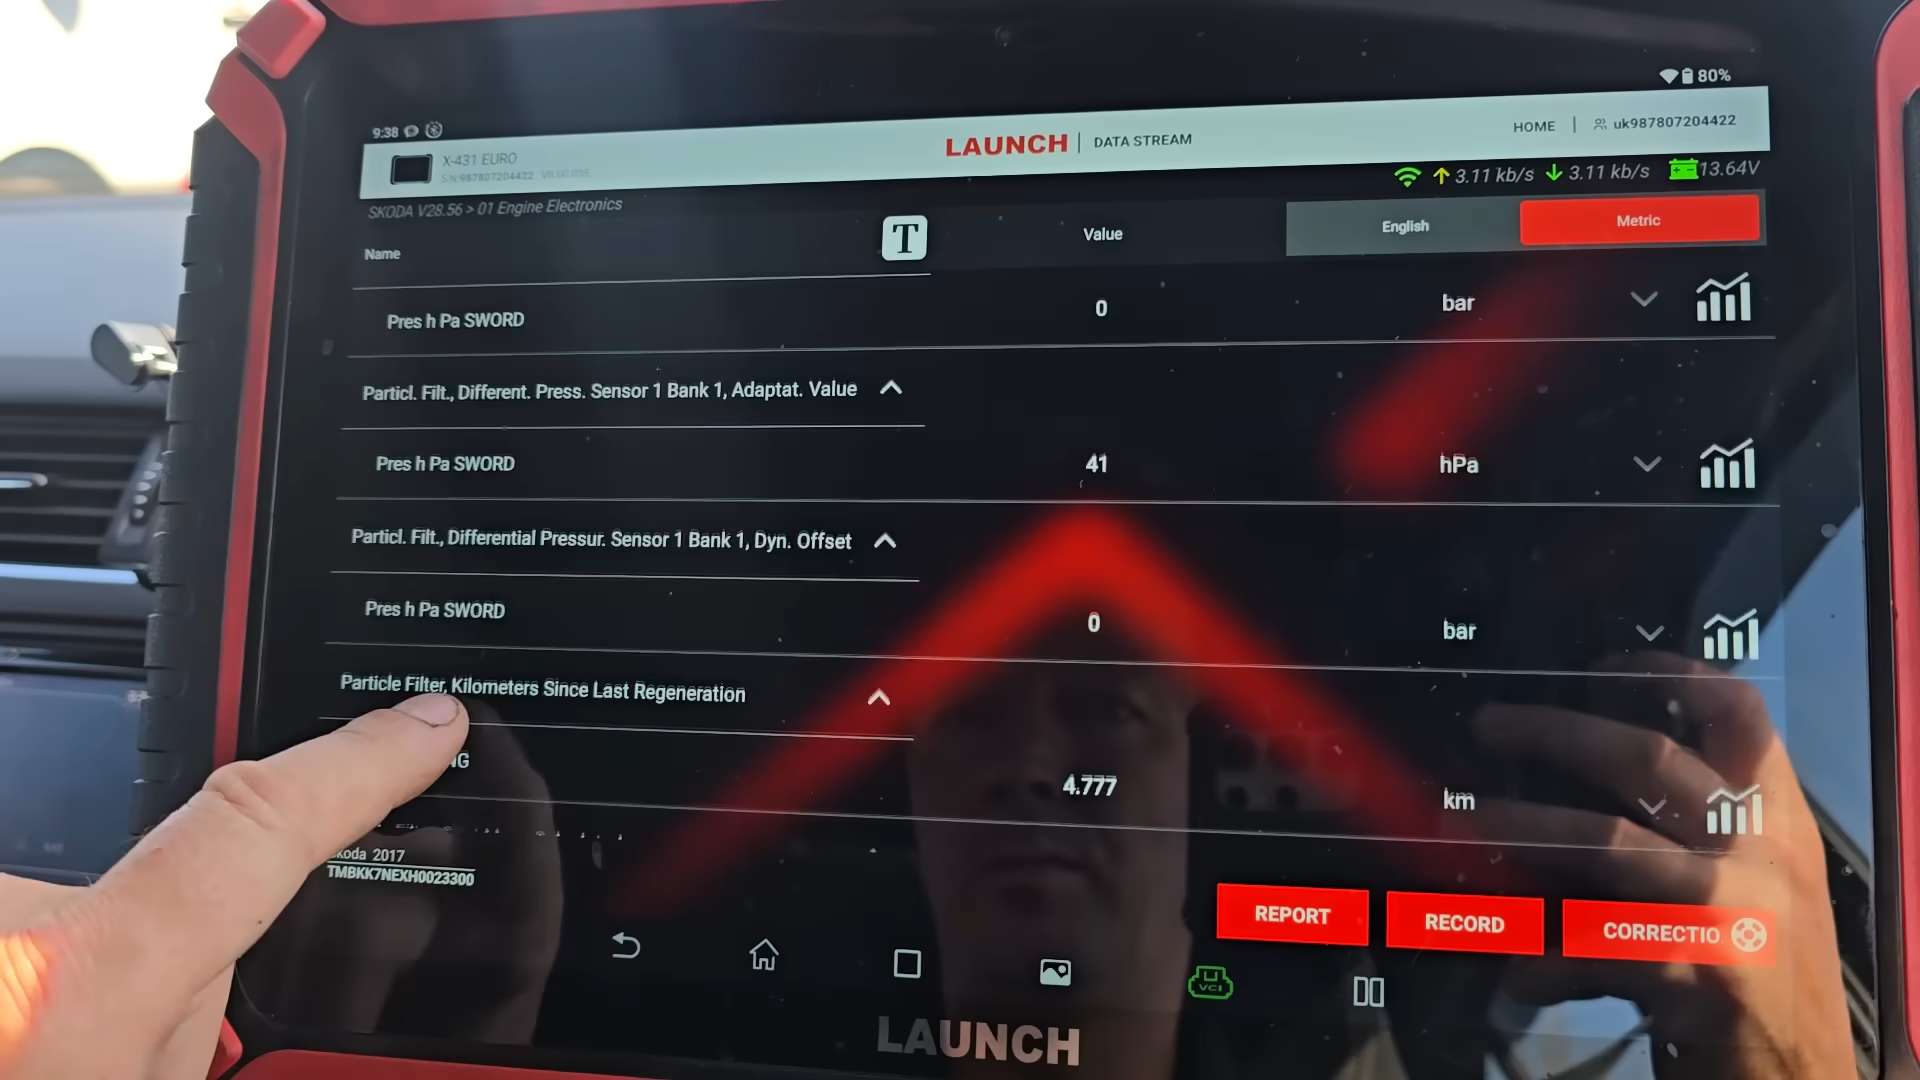 80%
9:38
X-431 EURO
S/N:987807204422
LAUNCH | DATA STREAM
HOME | uk987807204422
3.11 kb/s 3.11 kb/s 13.64V
SKODA V28.56 > 01 Engine Electronics
Name T Value English Metric
Pres h Pa SWORD 0 bar
Particl. Filt., Different. Press. Sensor 1 Bank 1, Adaptat. Value
Pres h Pa SWORD 41 hPa
Particl. Filt., Differential Pressur. Sensor 1 Bank 1, Dyn. Offset
Pres h Pa SWORD 0 bar
Particle Filter, Kilometers Since Last Regeneration
4.777 km
Skoda 2017
TMBKK7NEXH0023300
REPORT RECORD CORRECTIO
VCI
LAUNCH